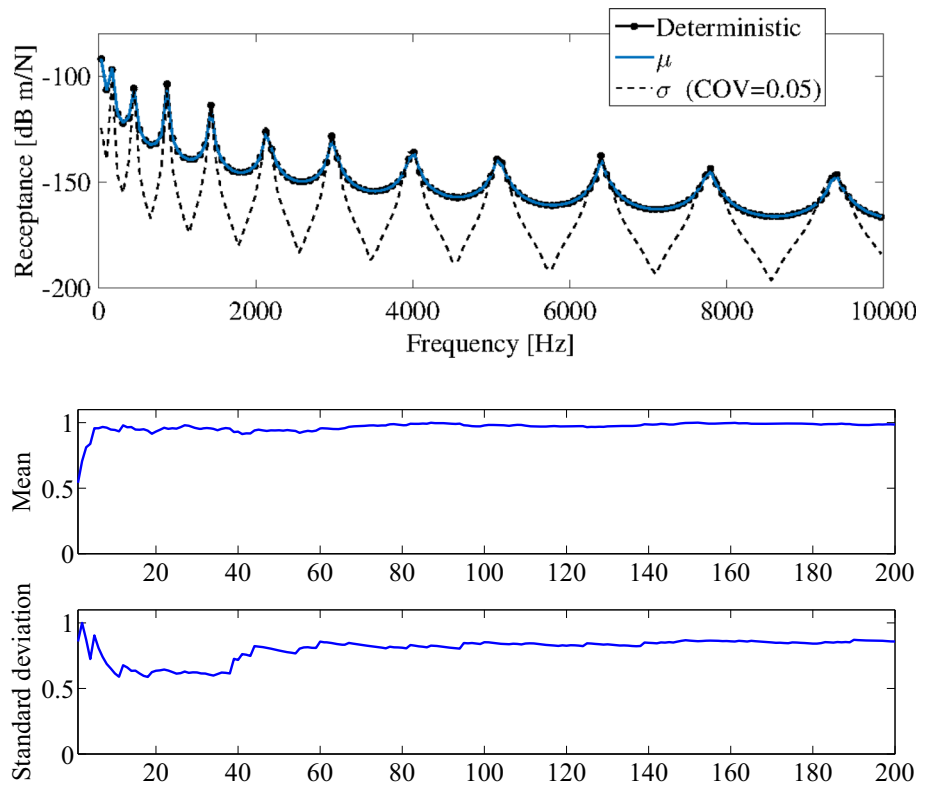 Deterministic
μ
σ (COV=0.05)
Receptance [dB m/N]
-100
-150
-200
0 2000 4000 6000 8000 10000
Frequency [Hz]
Mean
1
0.5
0
20 40 60 80 100 120 140 160 180 200
Standard deviation
1
0.5
0
20 40 60 80 100 120 140 160 180 200